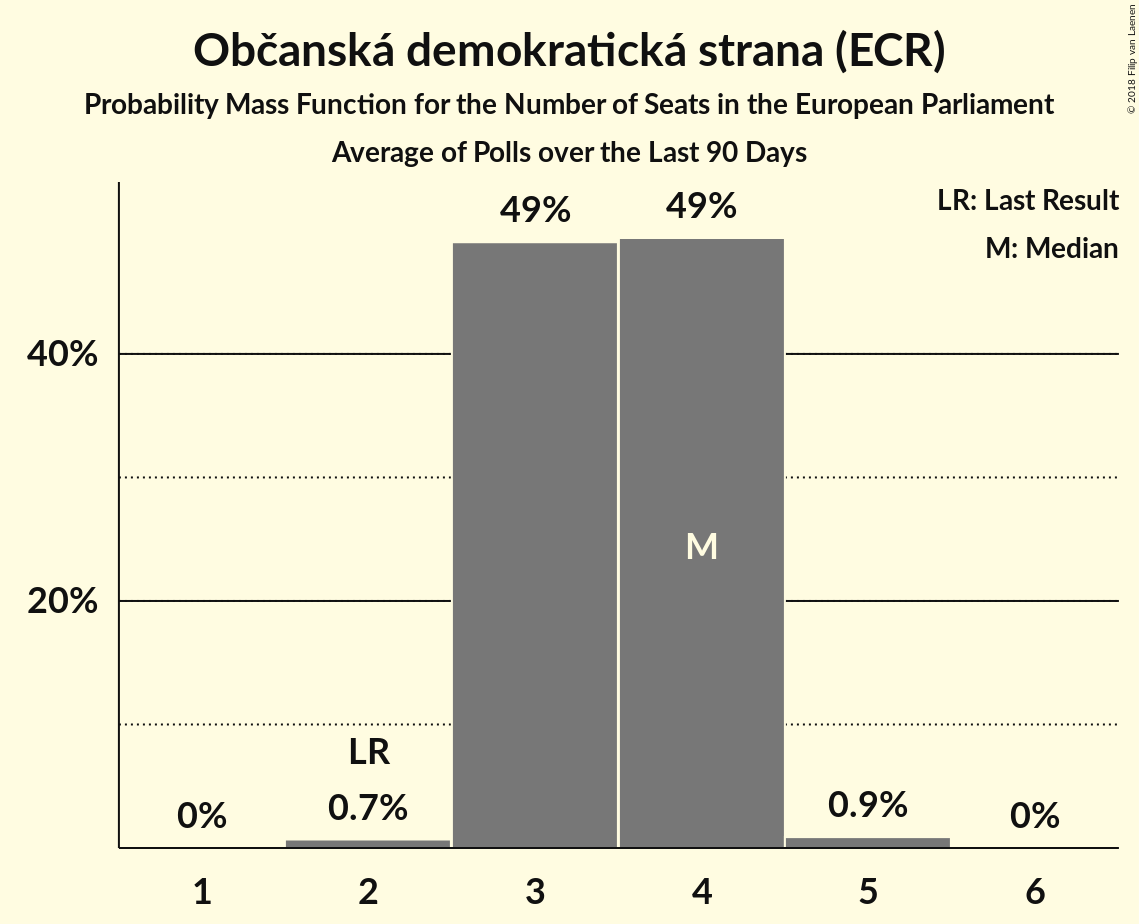 Občanská demokratická strana (ECR)
Probability Mass Function for the Number of Seats in the European Parliament
Average of Polls over the Last 90 Days
© 2018 Filip van Laenen
LR: Last Result
M: Median
49%
49%
40%
M
20%
LR
0%
0.7%
0.9%
0%
1
2
3
4
5
6